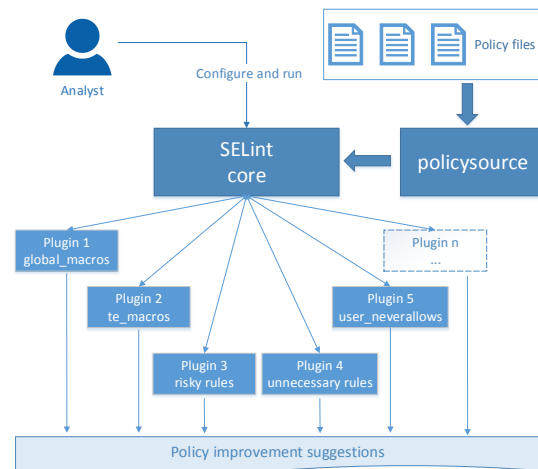 Policy files
Analyst
Configure and run
SELint
core
policysource
Plugin 1
global_macros
Plugin n
...
Plugin 2
te_macros
Plugin 5
user_neverallows
Plugin 3
risky rules
Plugin 4
unnecessary rules
Policy improvement suggestions